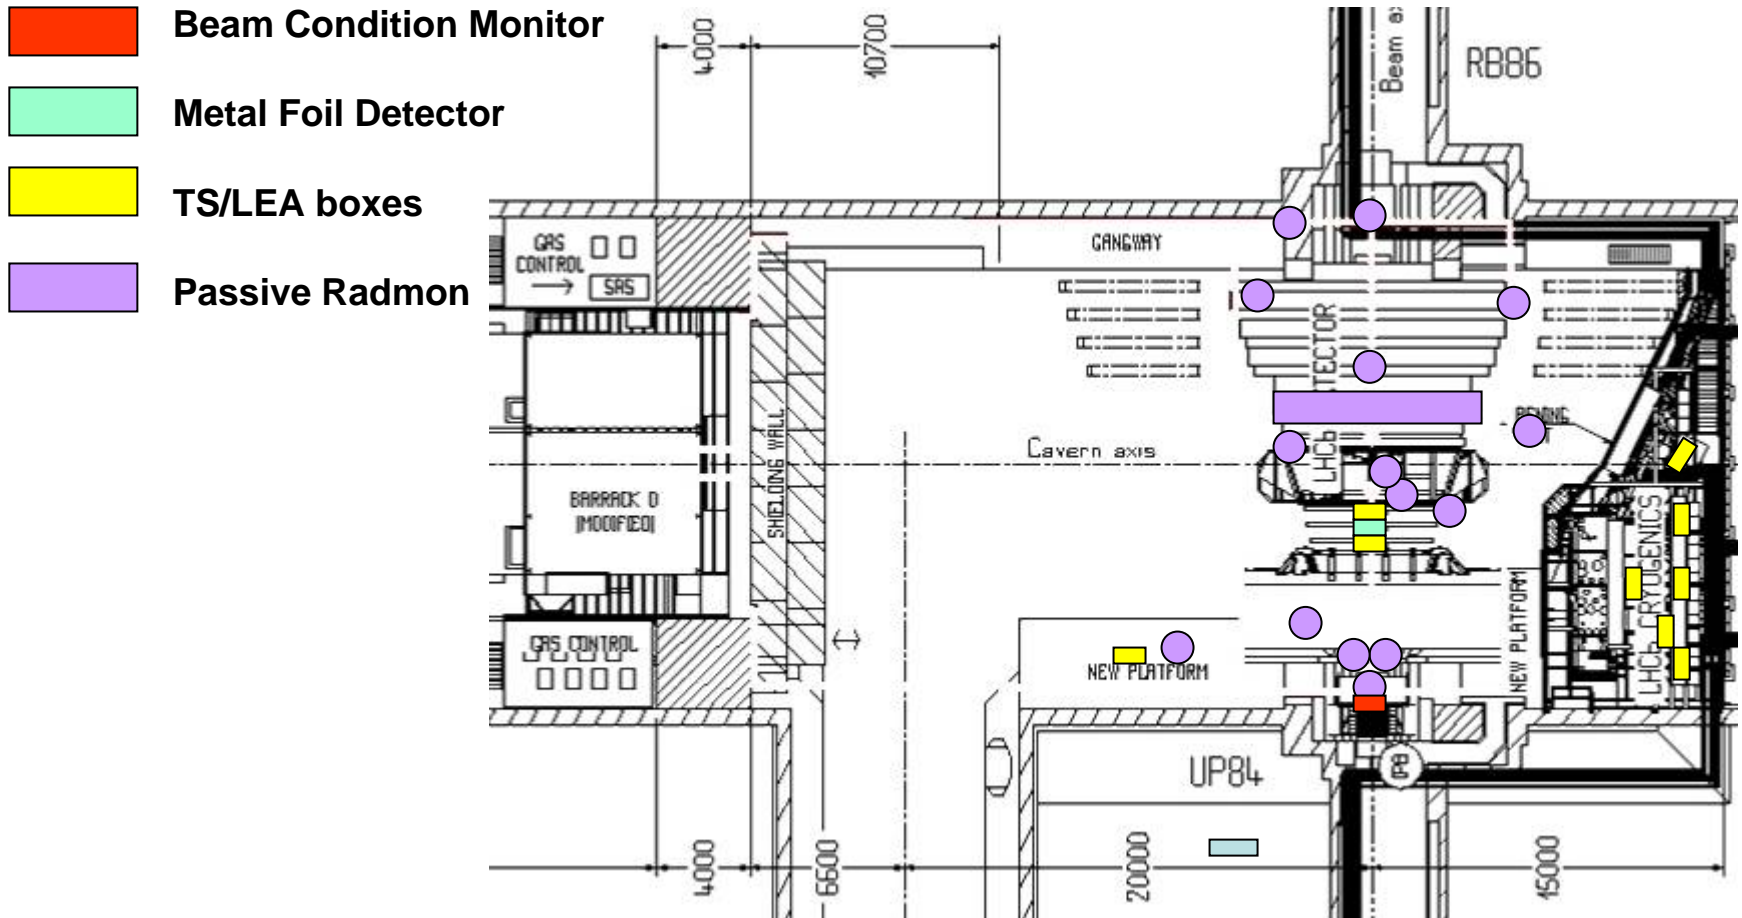 Beam Condition Monitor
Metal Foil Detector
TS/LEA boxes
Passive Radmon
4000
10700
Beam
RB86
GAS
CONTROL
SAS
GANGWAY
LHCb
TECTOR
SHIELDING WALL
Cavern axis
BARRACK D
[MODIFIED]
LHCb CRYOGENICS
NEW PLATFORM
GAS CONTROL
NEW PLATFORM
UP84
4000
6600
20000
15000